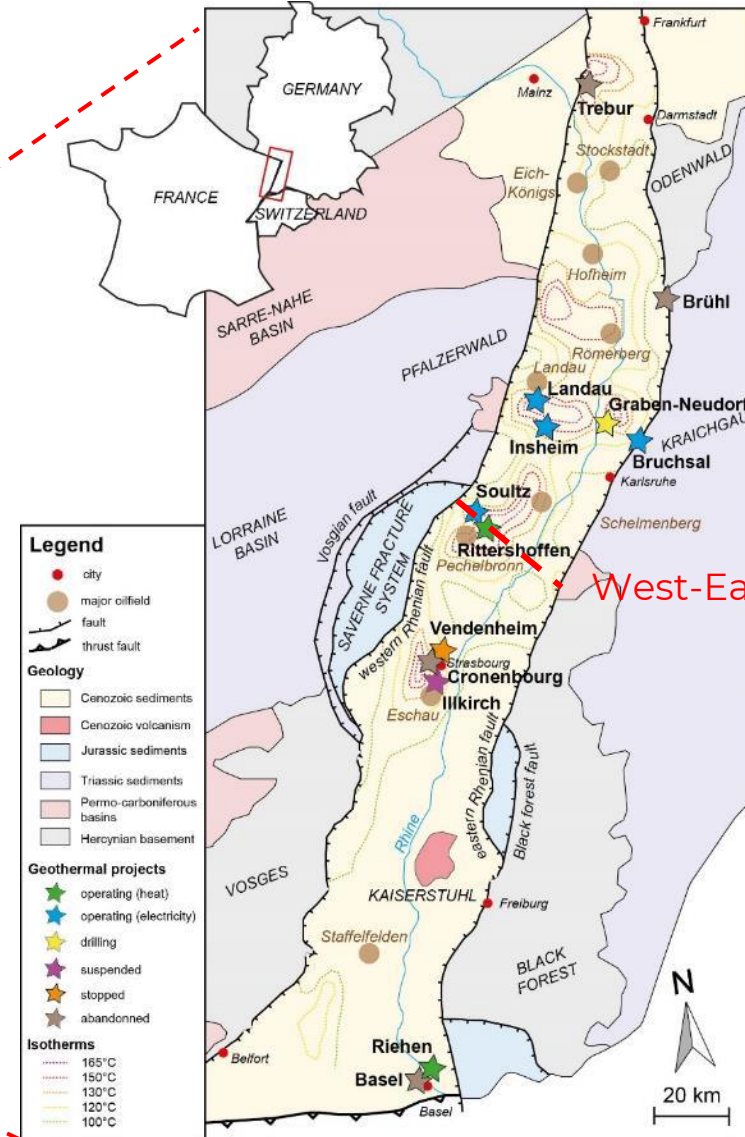 GERMANY
FRANCE
SWITZERLAND
Frankfurt
Mainz
Trebur
Darmstadt
Stockstadt
Eich-
Königs
ODENWALD
Hofheim
SARRE-NAHE
BASIN
Brühl
PFALZERWALD
Römerberg
Landau
Landau
Graben-Neudorf
Insheim
KRAICHGAU
Bruchsal
Karlsruhe
Soultz
Vosgian fault
LORRAINE
BASIN
Schelmenberg
SAVERNE FRACTURE
SYSTEM
western Rhenian fault
Rittershoffen
Pechelbronn
West-Ea
Vendenheim
Strasbourg
Cronenbourg
Illkirch
Eschau
eastern Rhenian fault
Black forest fault
Rhine
VOSGES
KAISERSTUHL
Freiburg
Staffelfelden
BLACK
FOREST
N
Riehen
Belfort
Basel
Basel
20 km
Legend
city
major oilfield
fault
thrust fault
Geology
Cenozoic sediments
Cenozoic volcanism
Jurassic sediments
Triassic sediments
Permo-carboniferous
basins
Hercynian basement
Geothermal projects
operating (heat)
operating (electricity)
drilling
suspended
stopped
abandonned
Isotherms
165°C
150°C
130°C
120°C
100°C